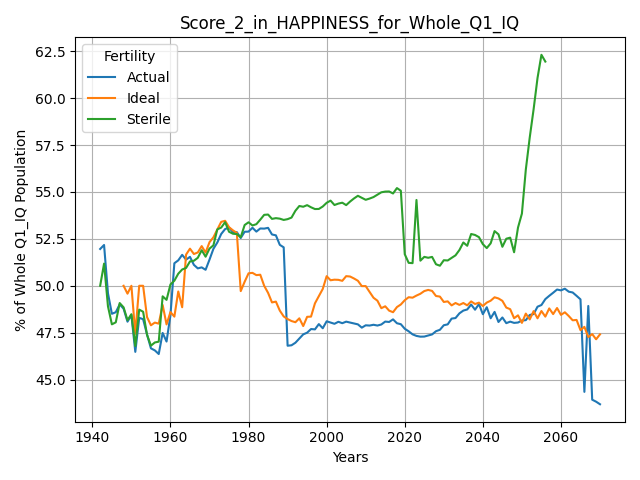 Score_2_in_HAPPINESS_for_Whole_Q1_IQ
Fertility
Actual
Ideal
Sterile
% of Whole Q1_IQ Population
62.5
60.0
57.5
55.0
52.5
50.0
47.5
45.0
1940 1960 1980 2000 2020 2040 2060
Years